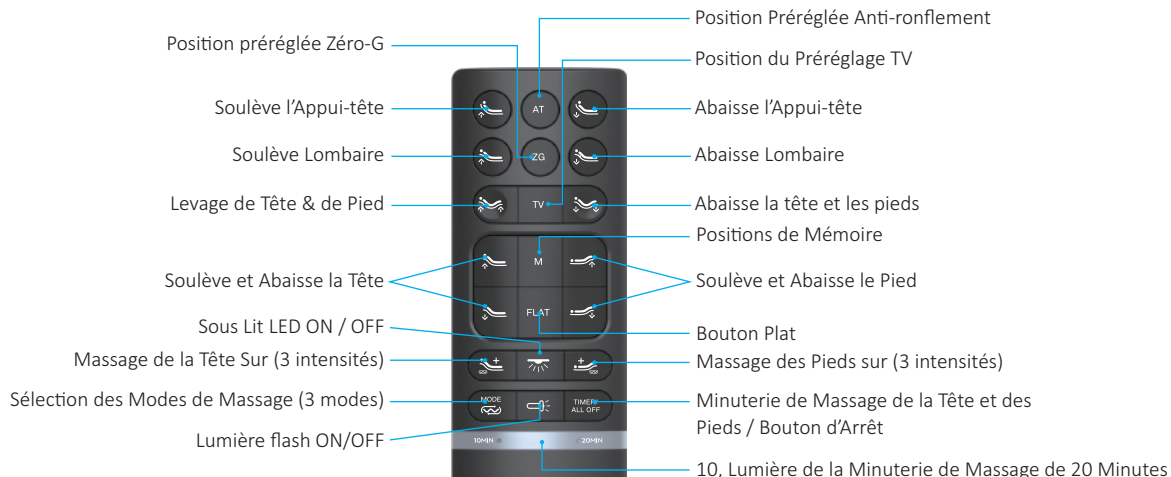 Position Préréglée Anti-ronflement
Position préréglée Zéro-G
Position du Préréglage TV
Soulève l'Appui-tête
AT
Abaisse l'Appui-tête
Soulève Lombaire
ZG
Abaisse Lombaire
Levage de Tête & de Pied
TV
Abaisse la tête et les pieds
Positions de Mémoire
M
Soulève et Abaisse la Tête
Soulève et Abaisse le Pied
FLAT
Sous Lit LED ON / OFF
Bouton Plat
Massage de la Tête Sur (3 intensités)
+
+
Massage des Pieds sur (3 intensités)
Sélection des Modes de Massage (3 modes)
MODE
TIMER/
ALL OFF
Minuterie de Massage de la Tête et des
Pieds / Bouton d'Arrêt
Lumière flash ON/OFF
10MIN
20MIN
10, Lumière de la Minuterie de Massage de 20 Minutes